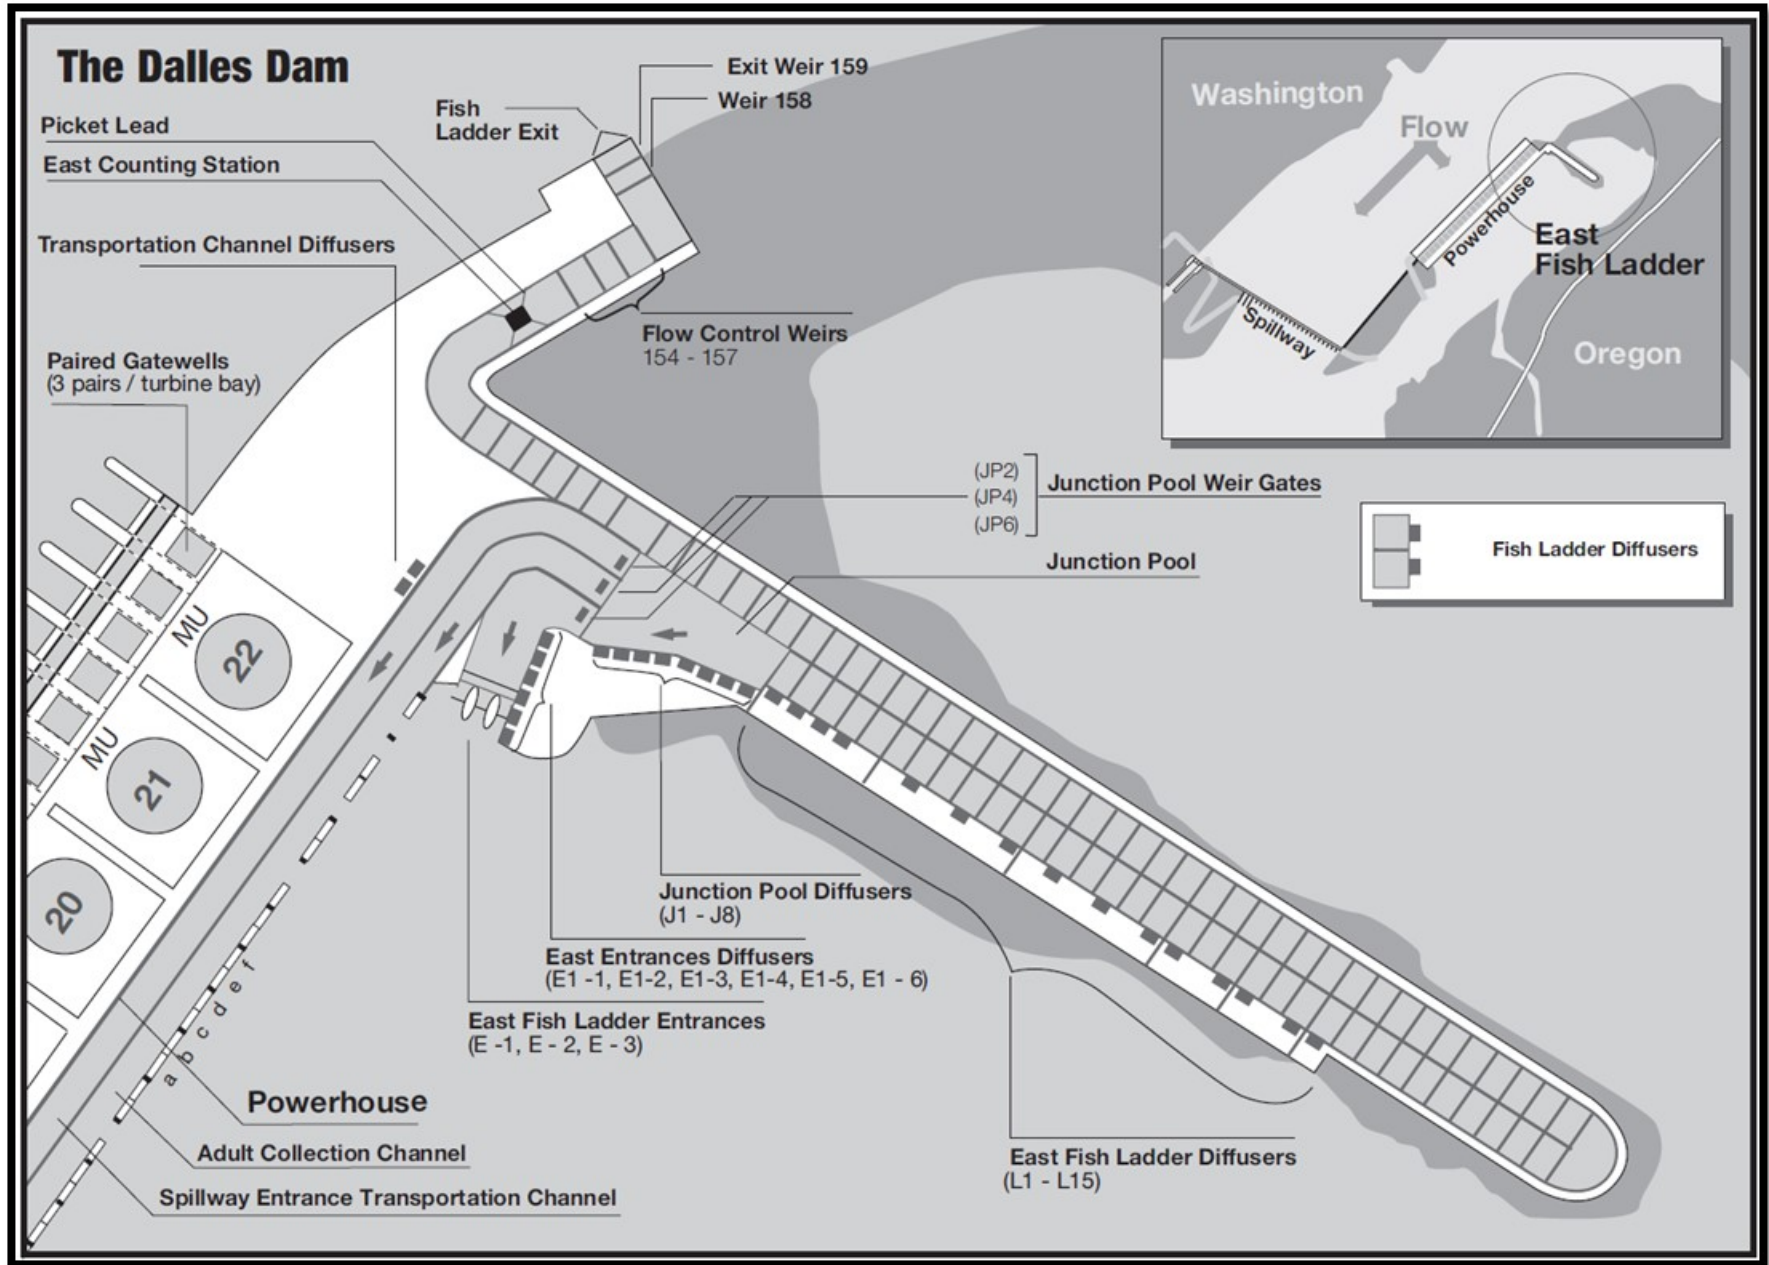 The Dalles Dam
Exit Weir 159
Weir 158
Fish
Ladder Exit
Picket Lead
East Counting Station
Transportation Channel Diffusers
Paired Gatewells
(3 pairs / turbine bay)
Flow Control Weirs
154 - 157
Washington
Flow
Powerhouse
East
Fish Ladder
Spillway
Oregon
(JP2)
(JP4)
(JP6)
Junction Pool Weir Gates
Junction Pool
Fish Ladder Diffusers
MU
22
MU
21
20
Junction Pool Diffusers
(J1 - J8)
East Entrances Diffusers
(E1 -1, E1-2, E1-3, E1-4, E1-5, E1 - 6)
East Fish Ladder Entrances
(E -1, E - 2, E - 3)
a b c d e f
Powerhouse
Adult Collection Channel
Spillway Entrance Transportation Channel
East Fish Ladder Diffusers
(L1 - L15)